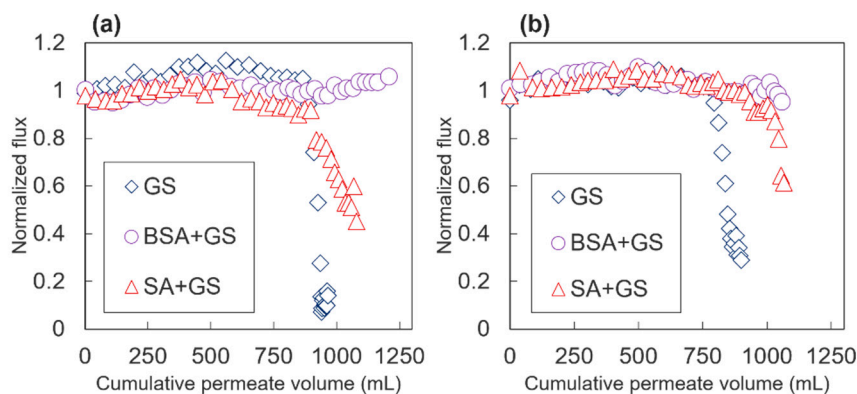 (a)
1.2
1
0.8
0.6
0.4
0.2
0
Normalized flux
GS
BSA+GS
SA+GS
0 250 500 750 1000 1250
Cumulative permeate volume (mL)
(b)
1.2
1
0.8
0.6
0.4
0.2
0
Normalized flux
GS
BSA+GS
SA+GS
0 250 500 750 1000 1250
Cumulative permeate volume (mL)